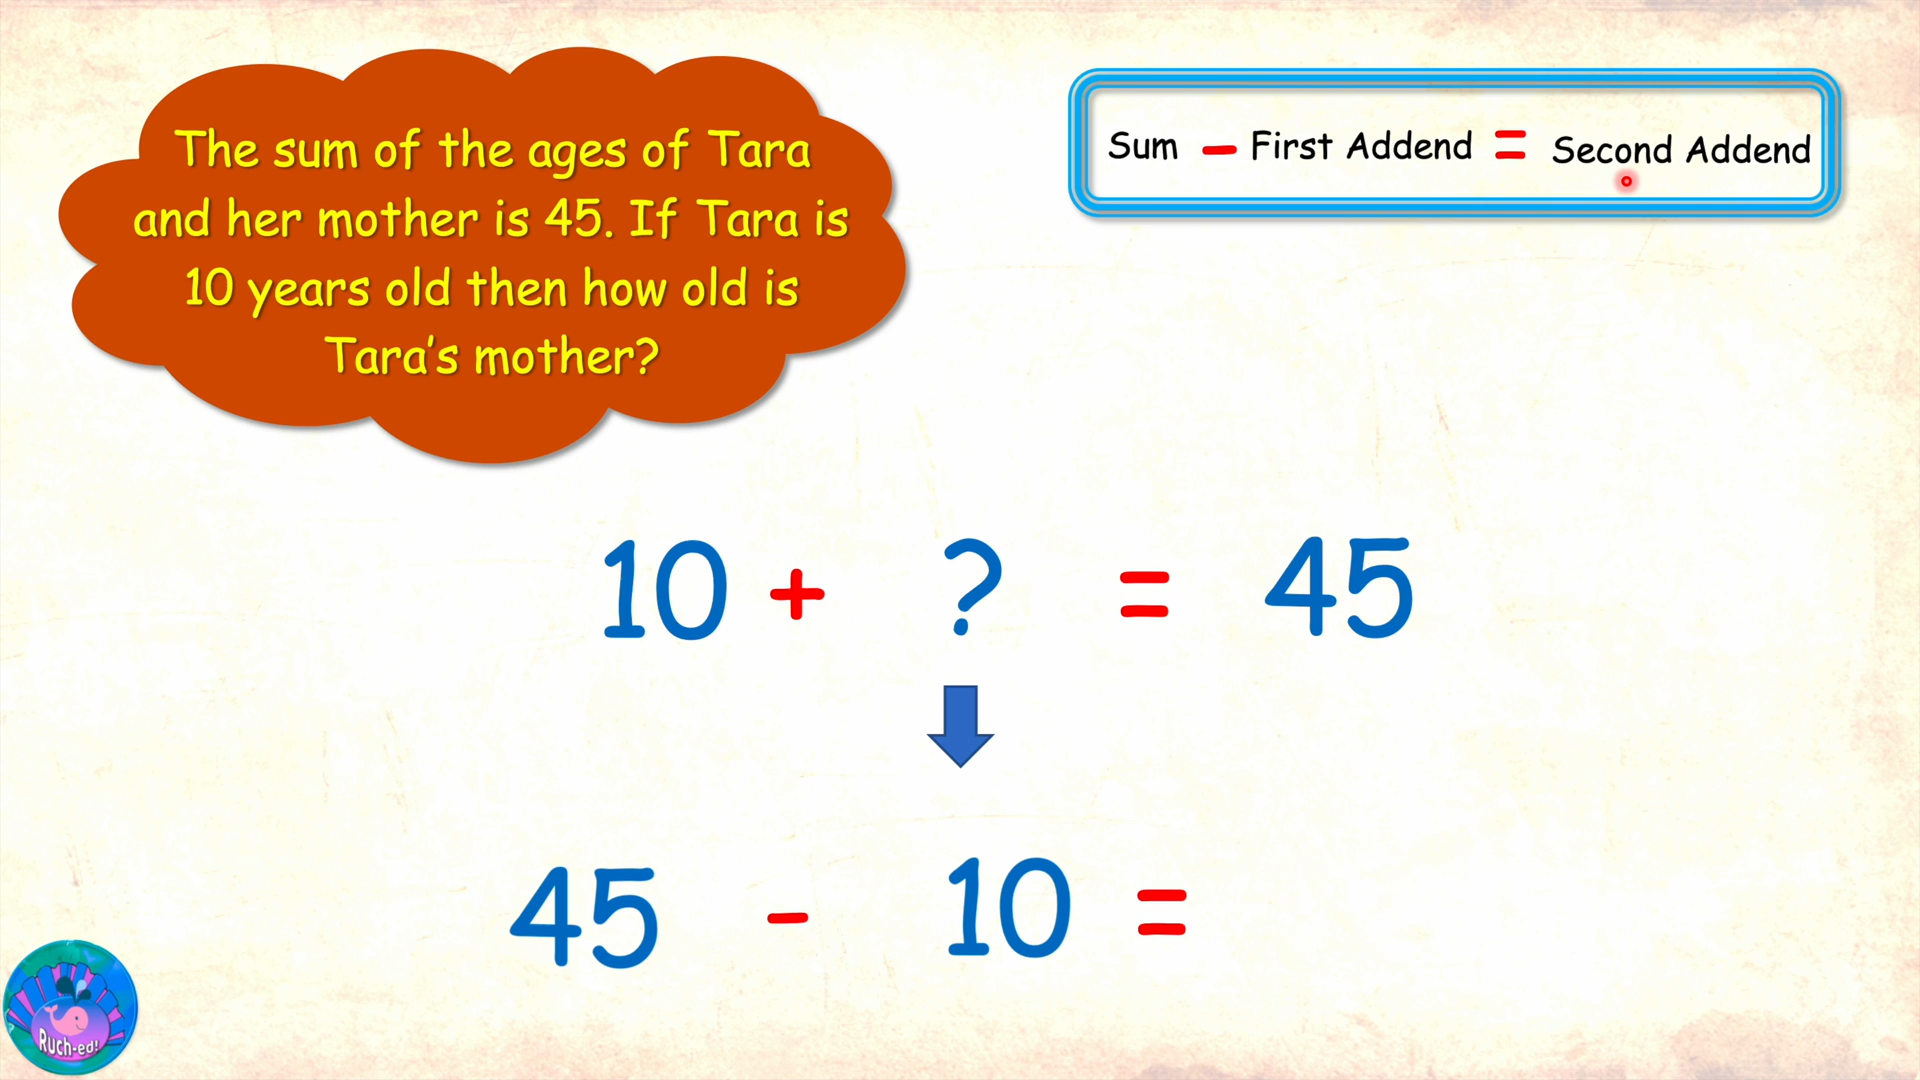 The sum of the ages of Tara
and her mother is 45. If Tara is
10 years old then how old is
Tara's mother?
Sum - First Addend = Second Addend
10 + ? = 45
45 - 10 =
Ruch-ed!